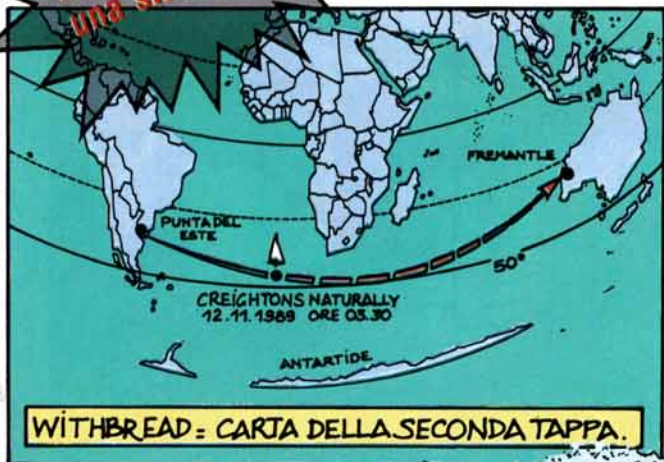 una
FREMANTLE
PUNTA DEL
ESTE
50°
CREIGHTONS NATURALLY
12.11.1989 ORE 03.30
ANTARTIDE
WITHBREAD = CARTA DELLA SECONDA TAPPA.